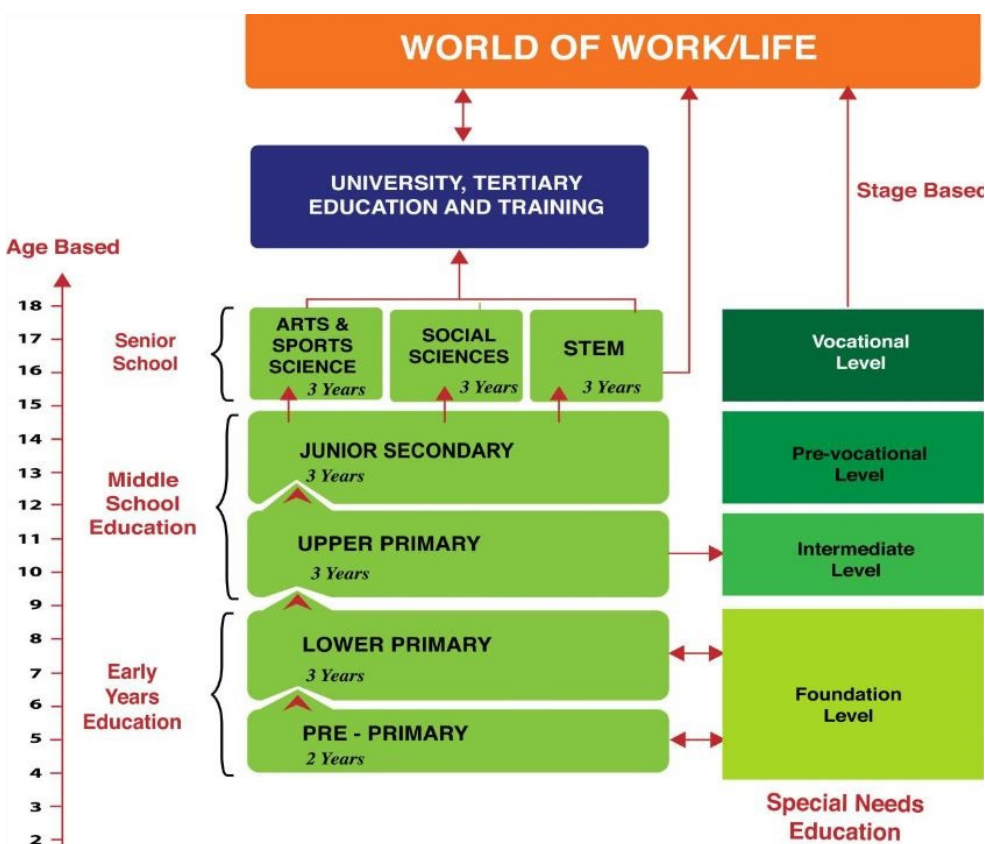 WORLD OF WORK/LIFE
UNIVERSITY, TERTIARY
EDUCATION AND TRAINING
Stage Based
Age Based
18
17
16
15
14
13
12
11
10
9
8
7
6
5
4
3
2
Senior
School
ARTS &
SPORTS
SCIENCE
3 Years
SOCIAL
SCIENCES
3 Years
STEM
3 Years
Vocational
Level
Middle
School
Education
JUNIOR SECONDARY
3 Years
Pre-vocational
Level
UPPER PRIMARY
3 Years
Intermediate
Level
Early
Years
Education
LOWER PRIMARY
3 Years
PRE - PRIMARY
2 Years
Foundation
Level
Special Needs
Education